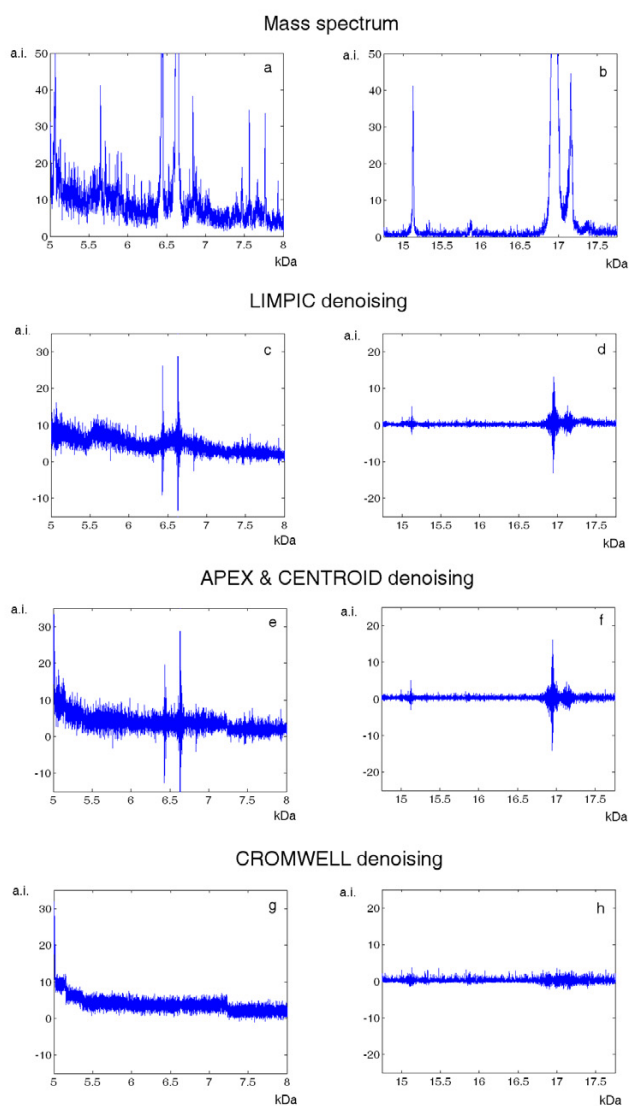 Mass spectrum
a.i.
50
40
30
20
10
0
a
5 5.5 6 6.5 7 7.5 8
kDa
a.i.
50
40
30
20
10
0
b
15 15.5 16 16.5 17 17.5
kDa
LIMPIC denoising
a.i.
30
20
10
0
-10
c
5 5.5 6 6.5 7 7.5 8
kDa
a.i.
20
10
0
-10
-20
d
15 15.5 16 16.5 17 17.5
kDa
APEX & CENTROID denoising
a.i.
30
20
10
0
-10
e
5 5.5 6 6.5 7 7.5 8
kDa
a.i.
20
10
0
-10
-20
f
15 15.5 16 16.5 17 17.5
kDa
CROMWELL denoising
a.i.
30
20
10
0
-10
g
5 5.5 6 6.5 7 7.5 8
kDa
a.i.
20
10
0
-10
-20
h
15 15.5 16 16.5 17 17.5
kDa